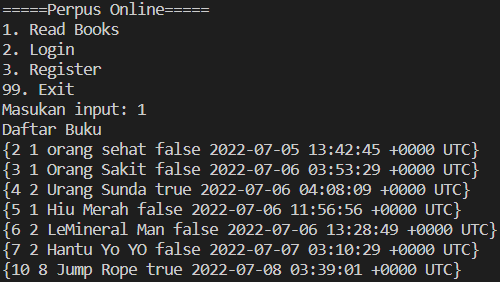 =====Perpus Online=====
1. Read Books
2. Login
3. Register
99. Exit
Masukan input: 1
Daftar Buku
{2 1 orang sehat false 2022-07-05 13:42:45 +0000 UTC}
{3 1 Orang Sakit false 2022-07-06 03:53:29 +0000 UTC}
{4 2 Urang Sunda true 2022-07-06 04:08:09 +0000 UTC}
{5 1 Hiu Merah false 2022-07-06 11:56:56 +0000 UTC}
{6 2 LeMineral Man false 2022-07-06 13:28:49 +0000 UTC}
{7 2 Hantu Yo YO false 2022-07-07 03:10:29 +0000 UTC}
{10 8 Jump Rope true 2022-07-08 03:39:01 +0000 UTC}